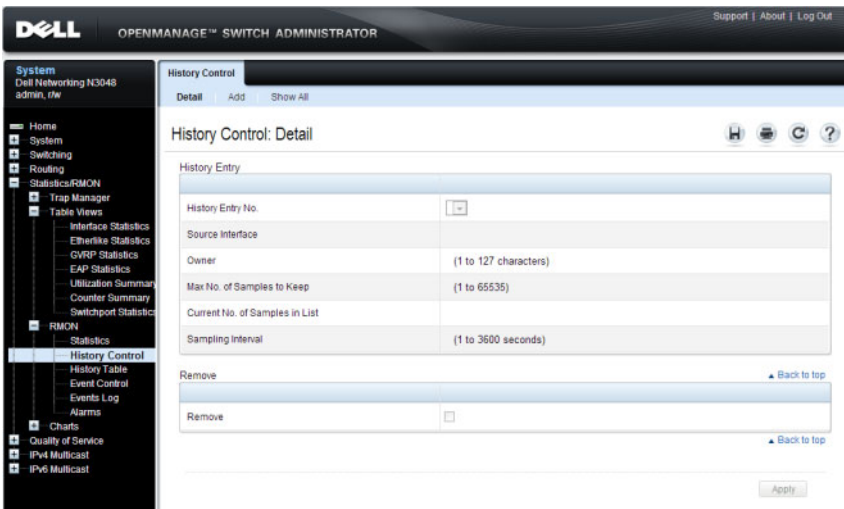 Support | About | Log Out
DELL OPENMANAGE™ SWITCH ADMINISTRATOR
System
Dell Networking N3048
admin, r/w
Home
System
Switching
Routing
Statistics/RMON
Trap Manager
Table Views
Interface Statistics
Etherlike Statistics
GVRP Statistics
EAP Statistics
Utilization Summary
Counter Summary
Switchport Statistics
RMON
Statistics
History Control
History Table
Event Control
Events Log
Alarms
Charts
Quality of Service
IPv4 Multicast
IPv6 Multicast
History Control
Detail Add Show All
History Control: Detail
History Entry
History Entry No.
Source Interface
Owner (1 to 127 characters)
Max No. of Samples to Keep (1 to 65535)
Current No. of Samples in List
Sampling Interval (1 to 3600 seconds)
Remove Back to top
Remove
Back to top
Apply